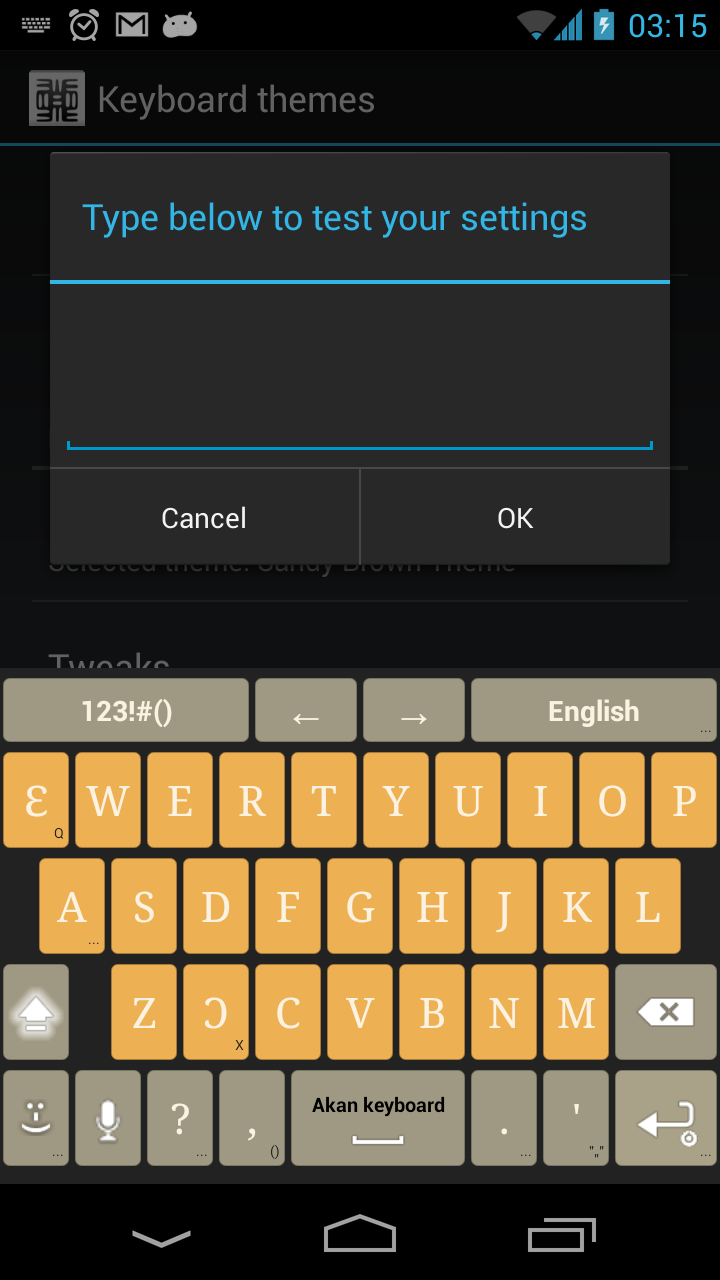 03:15
Keyboard themes
Type below to test your settings
Cancel OK
Selected theme: Sandy Brown Theme
Tweaks
123!#() ← → English ...
Ɛ Q W E R T Y U I O P
A ... S D F G H J K L
Z Ɔ X C V B N M
... ? ... , () Akan keyboard . ... ' "„" ...